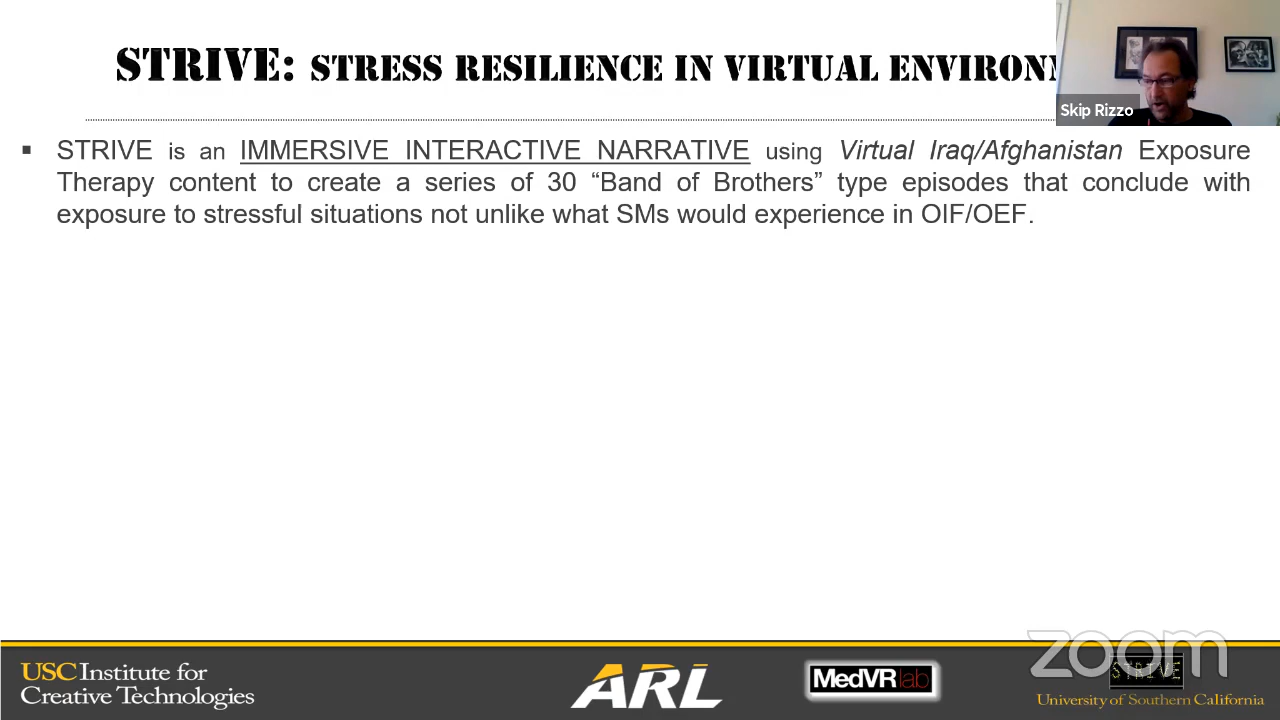 STRIVE: STRESS RESILIENCE IN VIRTUAL ENVIRON
Skip Rizzo
▪ STRIVE is an IMMERSIVE INTERACTIVE NARRATIVE using Virtual Iraq/Afghanistan Exposure
Therapy content to create a series of 30 “Band of Brothers” type episodes that conclude with
exposure to stressful situations not unlike what SMs would experience in OIF/OEF.
USC Institute for
Creative Technologies
ARL
MedVR lab
zoom
STRIVE
University of Southern California